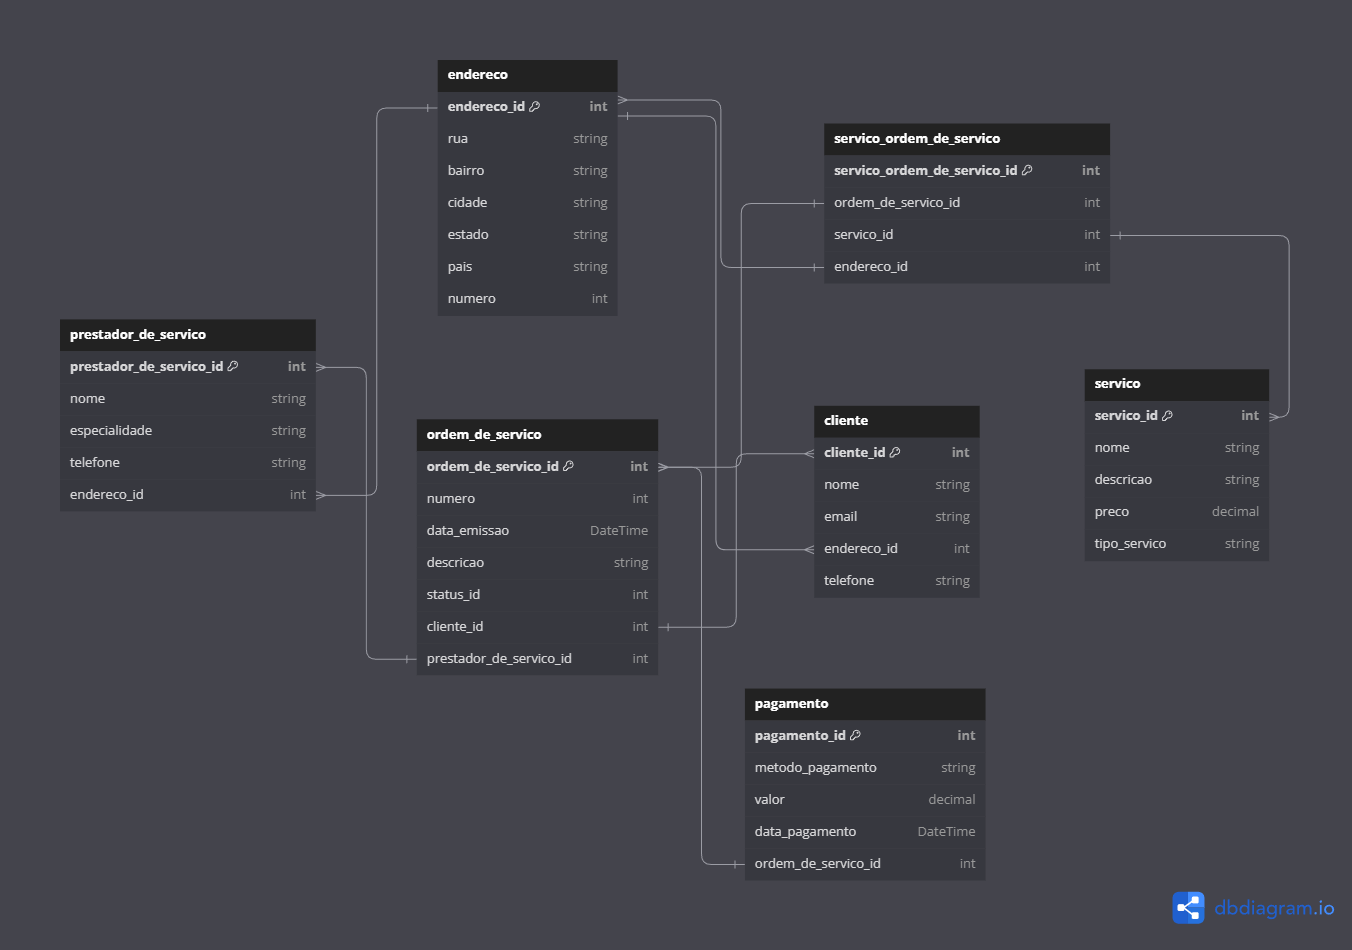 endereco
endereco_id int
rua string
bairro string
cidade string
estado string
pais string
numero int
servico_ordem_de_servico
servico_ordem_de_servico_id int
ordem_de_servico_id int
servico_id int
endereco_id int
prestador_de_servico
prestador_de_servico_id int
nome string
especialidade string
telefone string
endereco_id int
ordem_de_servico
ordem_de_servico_id int
numero int
data_emissao DateTime
descricao string
status_id int
cliente_id int
prestador_de_servico_id int
cliente
cliente_id int
nome string
email string
endereco_id int
telefone string
servico
servico_id int
nome string
descricao string
preco decimal
tipo_servico string
pagamento
pagamento_id int
metodo_pagamento string
valor decimal
data_pagamento DateTime
ordem_de_servico_id int
dbdiagram.io